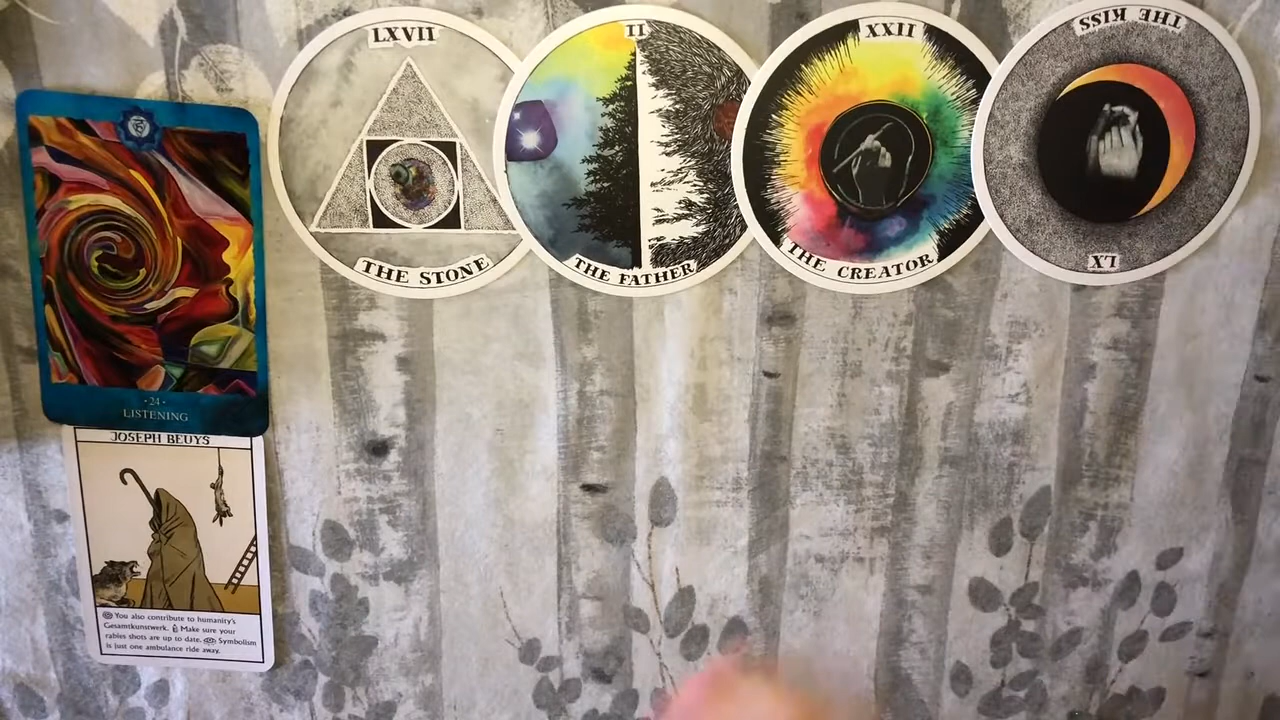 LXVII
THE STONE
II
THE FATHER
XXII
THE CREATOR
THE KISS
LX
· 24 ·
LISTENING
JOSEPH BEUYS
You also contribute to humanity's
Gesamtkunstwerk. Make sure your
rabies shots are up to date. Symbolism
is just one ambulance ride away.